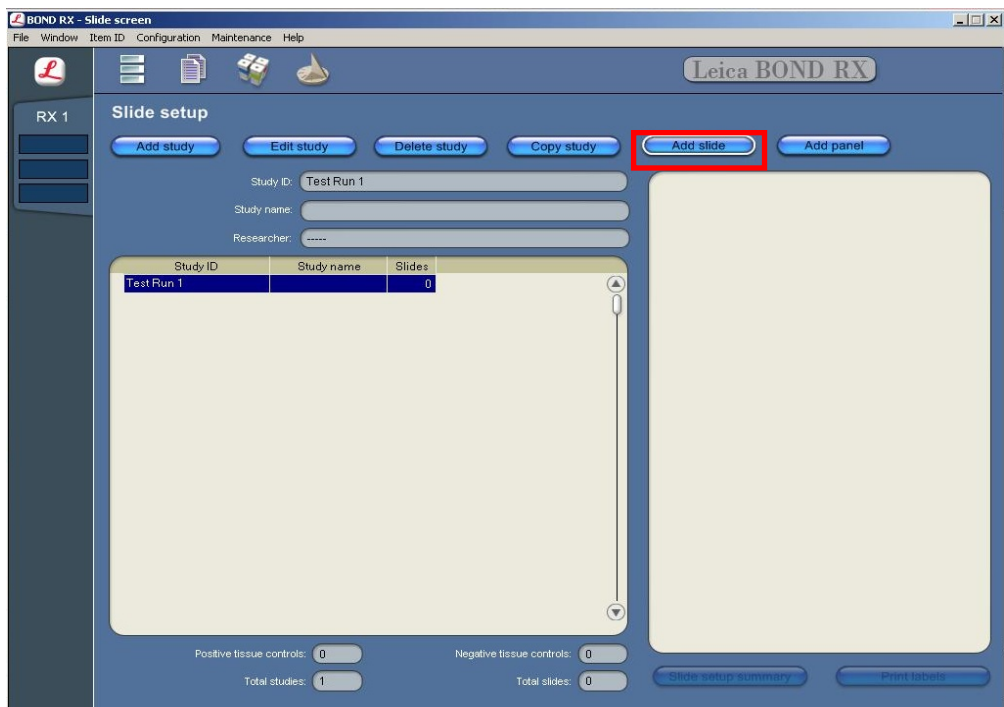 BOND RX - Slide screen
File Window Item ID Configuration Maintenance Help
Leica BOND RX
RX 1
Slide setup
Add study Edit study Delete study Copy study Add slide Add panel
Study ID: Test Run 1
Study name:
Researcher: -----
Study ID Study name Slides
Test Run 1 0
Positive tissue controls: 0 Negative tissue controls: 0
Total studies: 1 Total slides: 0
Slide setup summary Print labels